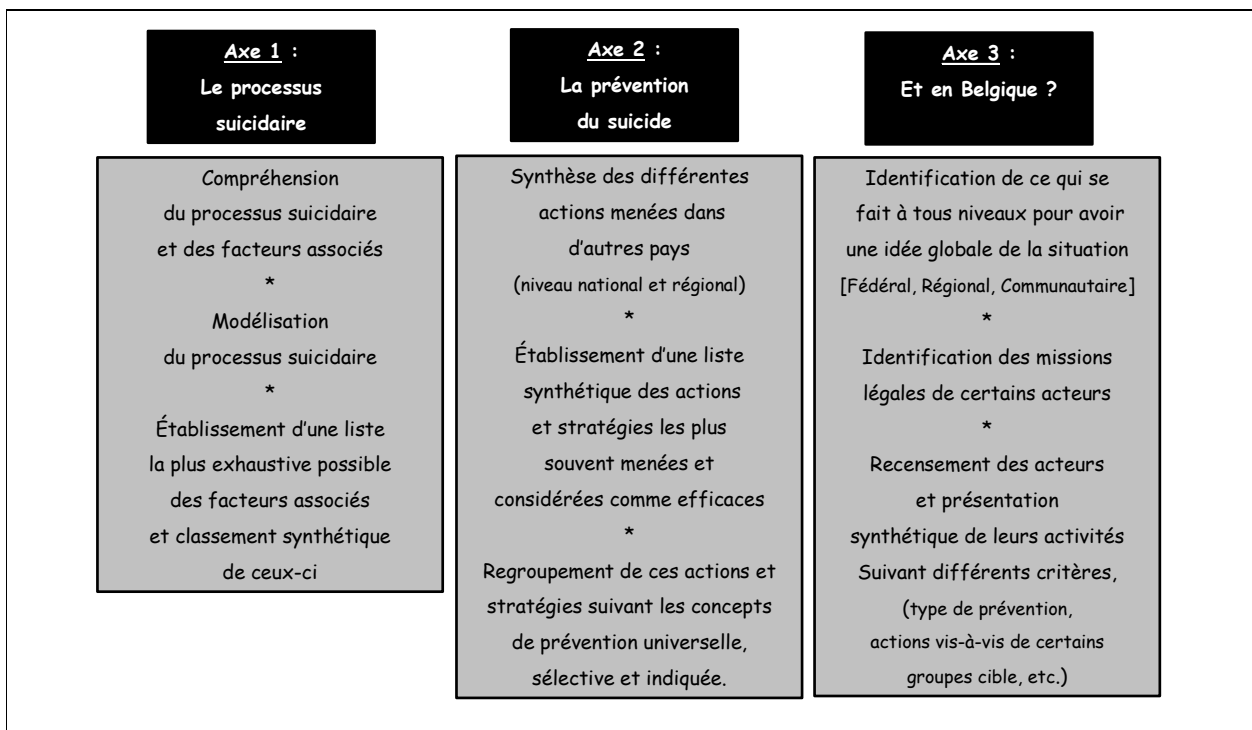 Axe 1 :
Le processus
suicidaire
Compréhension
du processus suicidaire
et des facteurs associés
*
Modélisation
du processus suicidaire
*
Établissement d'une liste
la plus exhaustive possible
des facteurs associés
et classement synthétique
de ceux-ci
Axe 2 :
La prévention
du suicide
Synthèse des différentes
actions menées dans
d'autres pays
(niveau national et régional)
*
Établissement d'une liste
synthétique des actions
et stratégies les plus
souvent menées et
considérées comme efficaces
*
Regroupement de ces actions et
stratégies suivant les concepts
de prévention universelle,
sélective et indiquée.
Axe 3 :
Et en Belgique ?
Identification de ce qui se
fait à tous niveaux pour avoir
une idée globale de la situation
[Fédéral, Régional, Communautaire]
*
Identification des missions
légales de certains acteurs
*
Recensement des acteurs
et présentation
synthétique de leurs activités
Suivant différents critères,
(type de prévention,
actions vis-à-vis de certains
groupes cible, etc.)